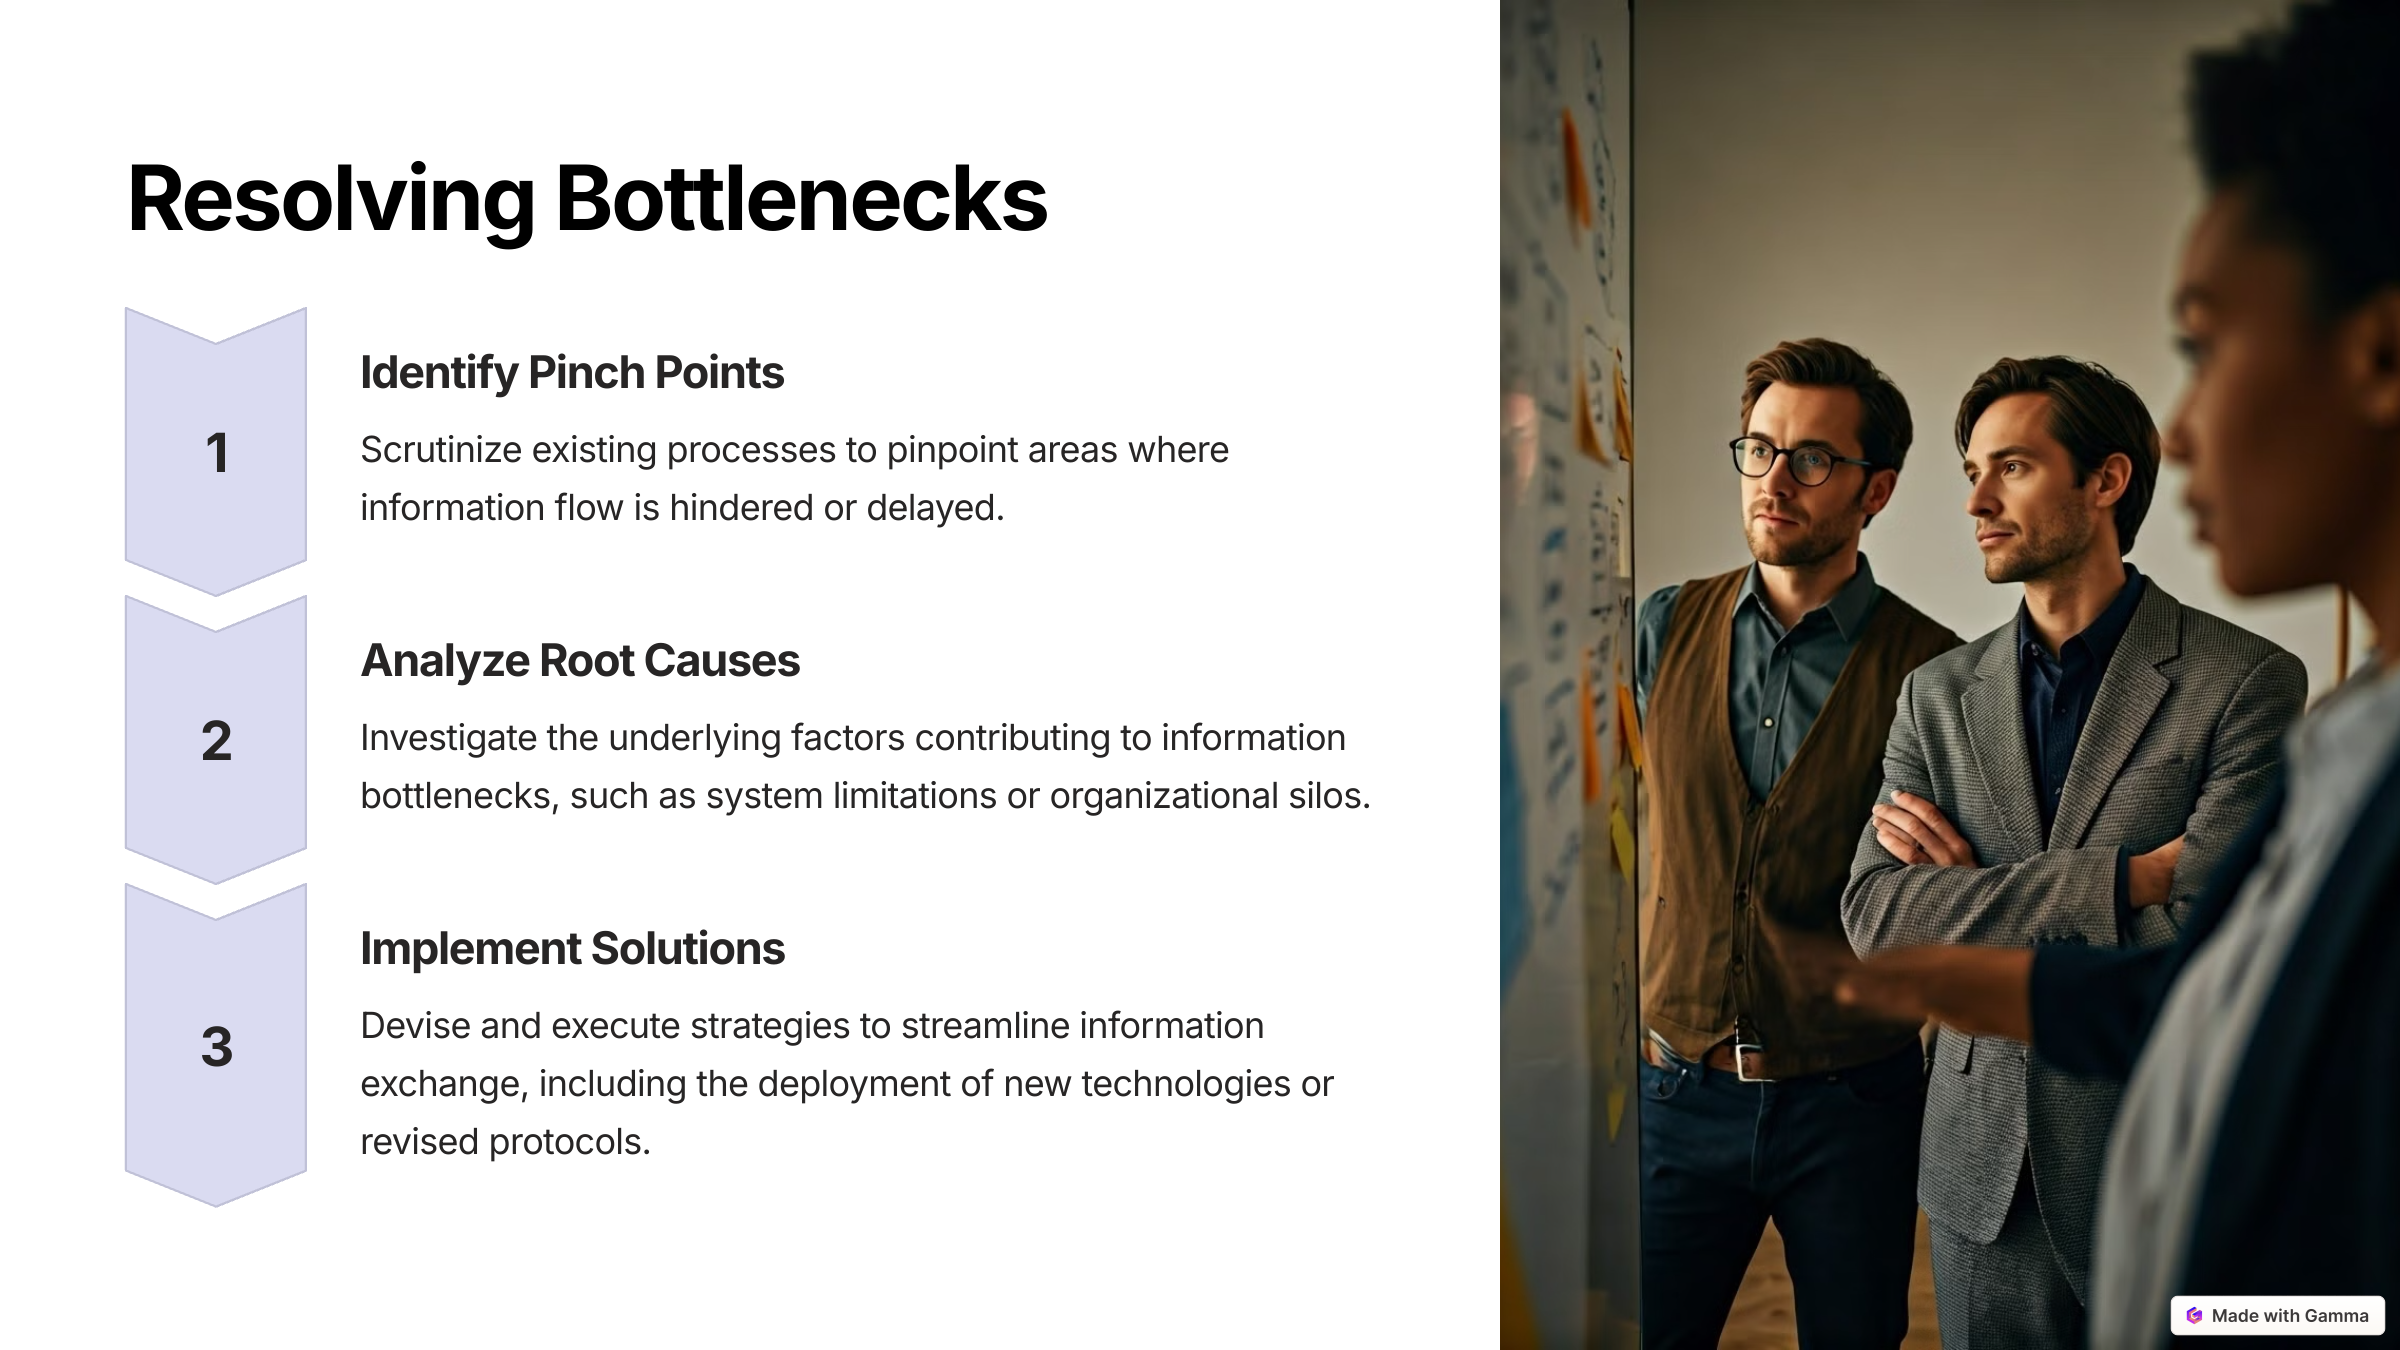 Resolving Bottlenecks
1
Identify Pinch Points
Scrutinize existing processes to pinpoint areas where
information flow is hindered or delayed.
2
Analyze Root Causes
Investigate the underlying factors contributing to information
bottlenecks, such as system limitations or organizational silos.
3
Implement Solutions
Devise and execute strategies to streamline information
exchange, including the deployment of new technologies or
revised protocols.
Made with Gamma